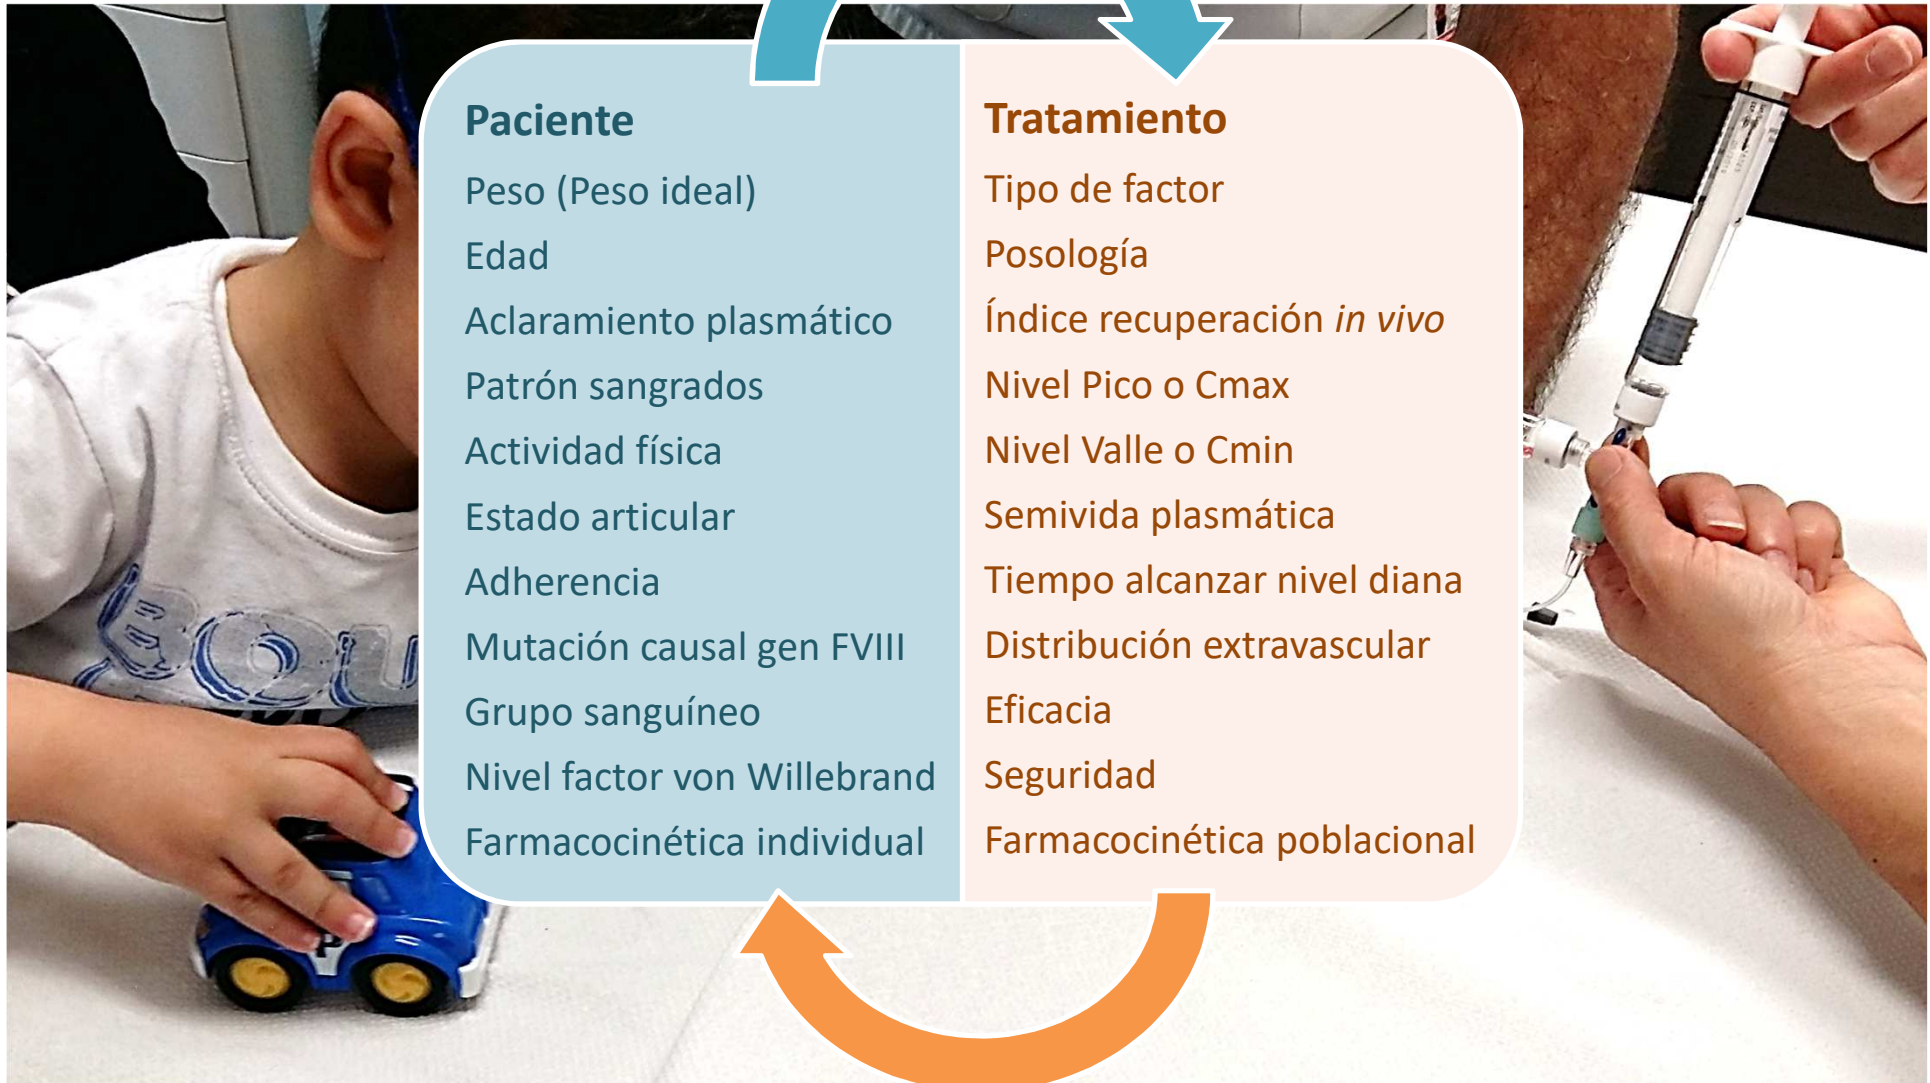 Paciente
Peso (Peso ideal)
Edad
Aclaramiento plasmático
Patrón sangrados
Actividad física
Estado articular
Adherencia
Mutación causal gen FVIII
Grupo sanguíneo
Nivel factor von Willebrand
Farmacocinética individual
Tratamiento
Tipo de factor
Posología
Índice recuperación in vivo
Nivel Pico o Cmax
Nivel Valle o Cmin
Semivida plasmática
Tiempo alcanzar nivel diana
Distribución extravascular
Eficacia
Seguridad
Farmacocinética poblacional